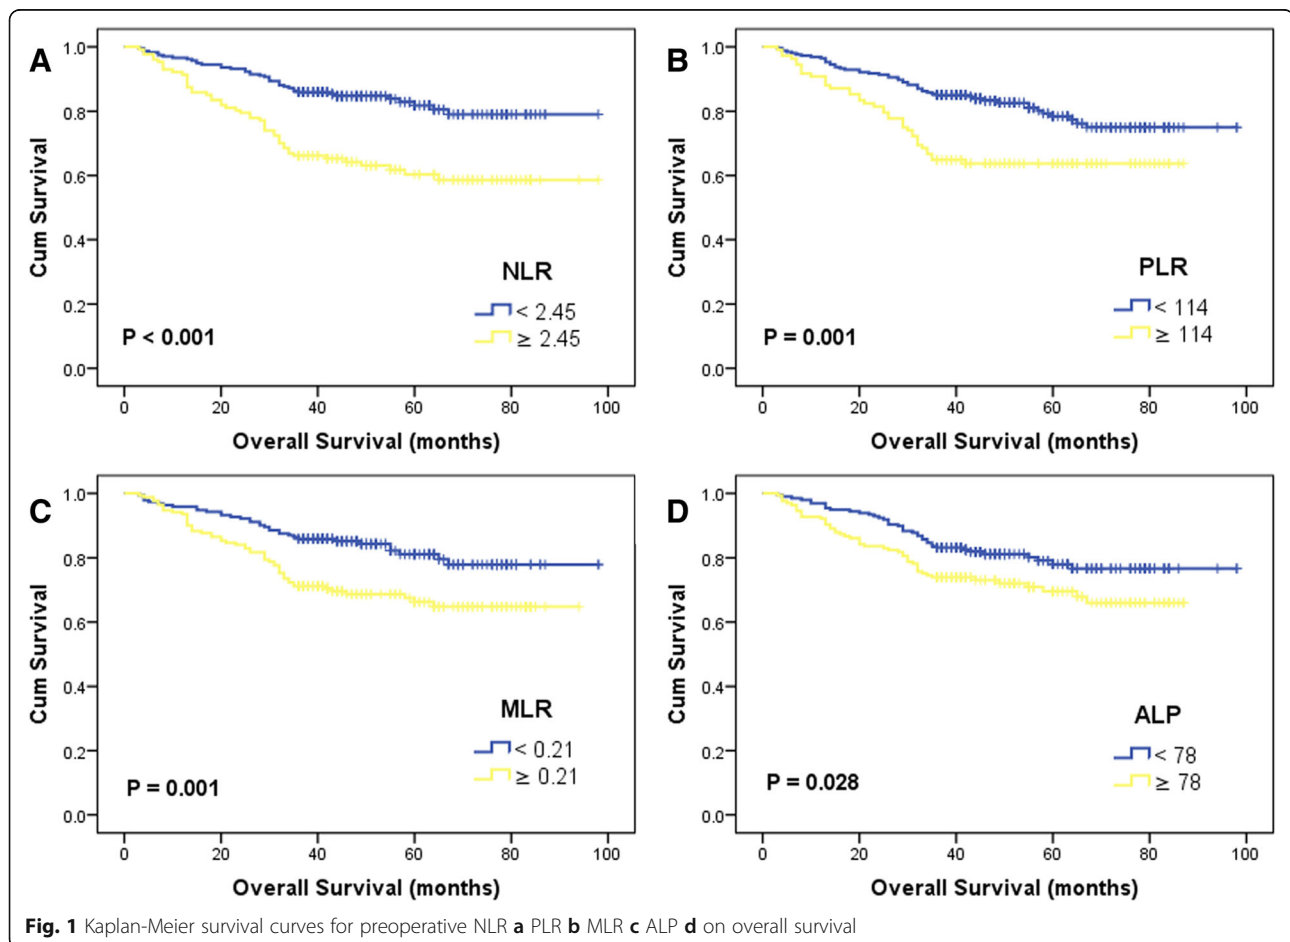 A
Cum Survival
1.0
0.8
0.6
0.4
0.2
0.0
NLR
< 2.45
≥ 2.45
P < 0.001
0 20 40 60 80 100
Overall Survival (months)
B
Cum Survival
1.0
0.8
0.6
0.4
0.2
0.0
PLR
< 114
≥ 114
P = 0.001
0 20 40 60 80 100
Overall Survival (months)
C
Cum Survival
1.0
0.8
0.6
0.4
0.2
0.0
MLR
< 0.21
≥ 0.21
P = 0.001
0 20 40 60 80 100
Overall Survival (months)
D
Cum Survival
1.0
0.8
0.6
0.4
0.2
0.0
ALP
< 78
≥ 78
P = 0.028
0 20 40 60 80 100
Overall Survival (months)
Fig. 1 Kaplan-Meier survival curves for preoperative NLR a PLR b MLR c ALP d on overall survival